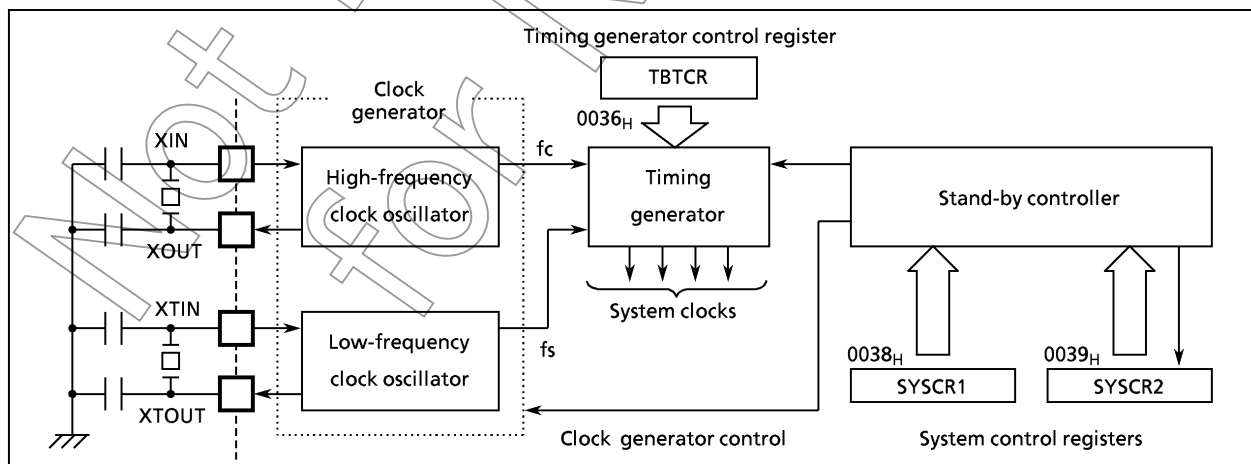 Timing generator control register
TBTCR
0036H
Clock
generator
XIN
XOUT
XTIN
XTOUT
High-frequency
clock oscillator
Low-frequency
clock oscillator
fc
fs
Timing
generator
System clocks
Stand-by controller
0038H
SYSCR1
0039H
SYSCR2
Clock generator control
System control registers
Not
for